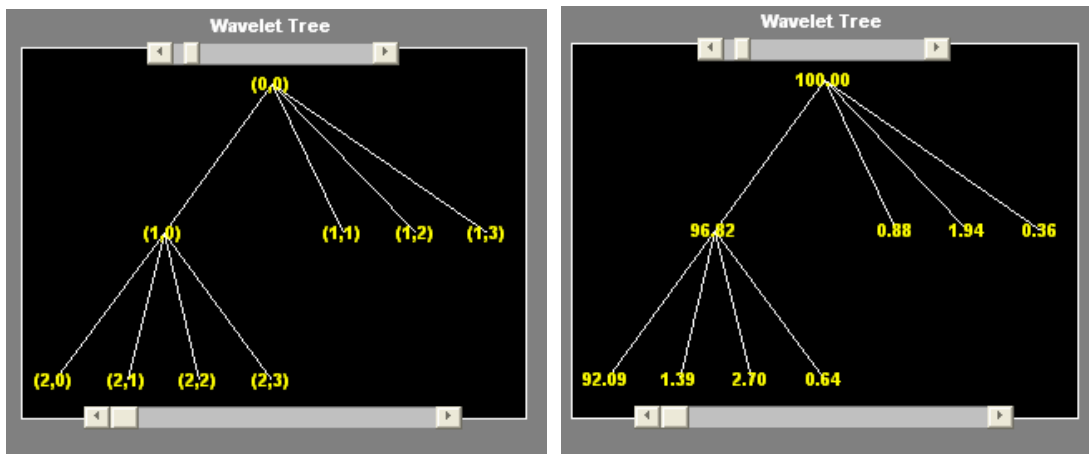 Wavelet Tree
(0,0)
(1,0) (1;1) (1;2) (1;3)
(2,0) (2,1) (2;2) (2;3)
Wavelet Tree
100.00
96.82 0.88 1.94 0.36
92.09 1.39 2.70 0.64